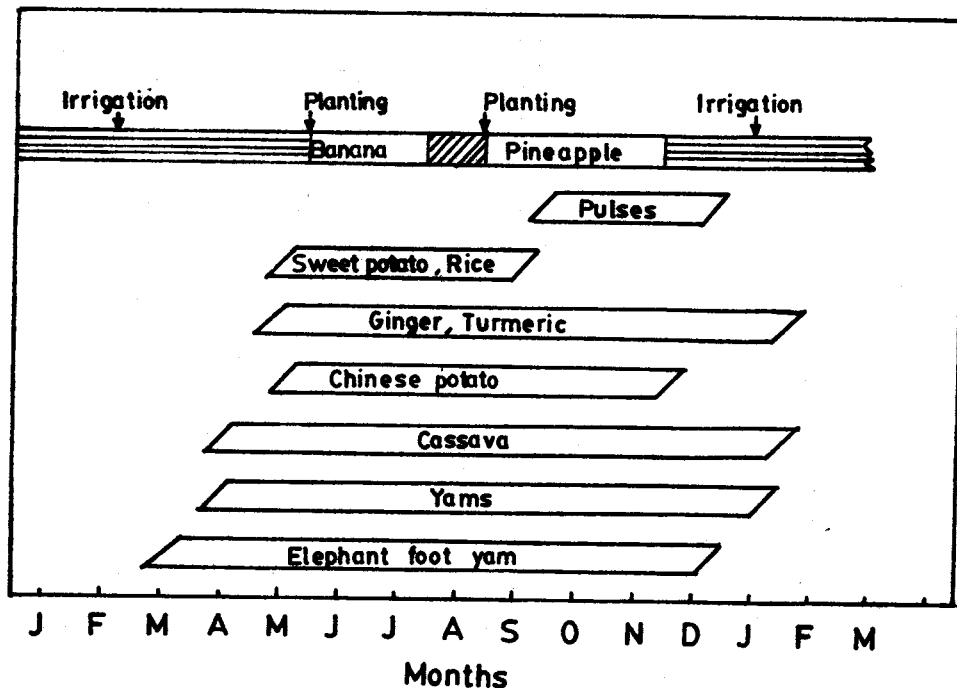 Irrigation Planting Planting Irrigation
Banana Pineapple
Pulses
Sweet potato, Rice
Ginger, Turmeric
Chinese potato
Cassava
Yams
Elephant foot yam
J F M A M J J A S O N D J F M
Months